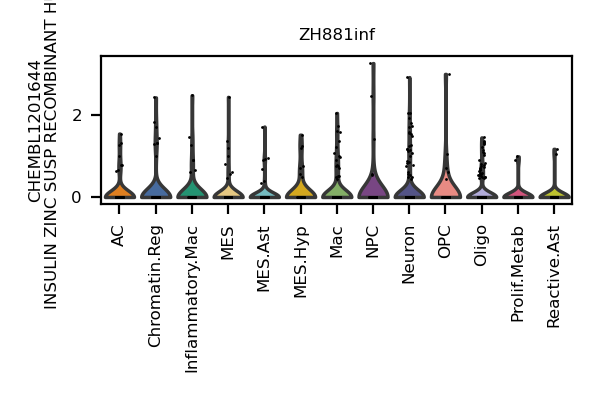 ZH881inf
CHEMBL1201644
INSULIN ZINC SUSP RECOMBINANT H
2
0
AC
Chromatin.Reg
Inflammatory.Mac
MES
MES.Ast
MES.Hyp
Mac
NPC
Neuron
OPC
Oligo
Prolif.Metab
Reactive.Ast